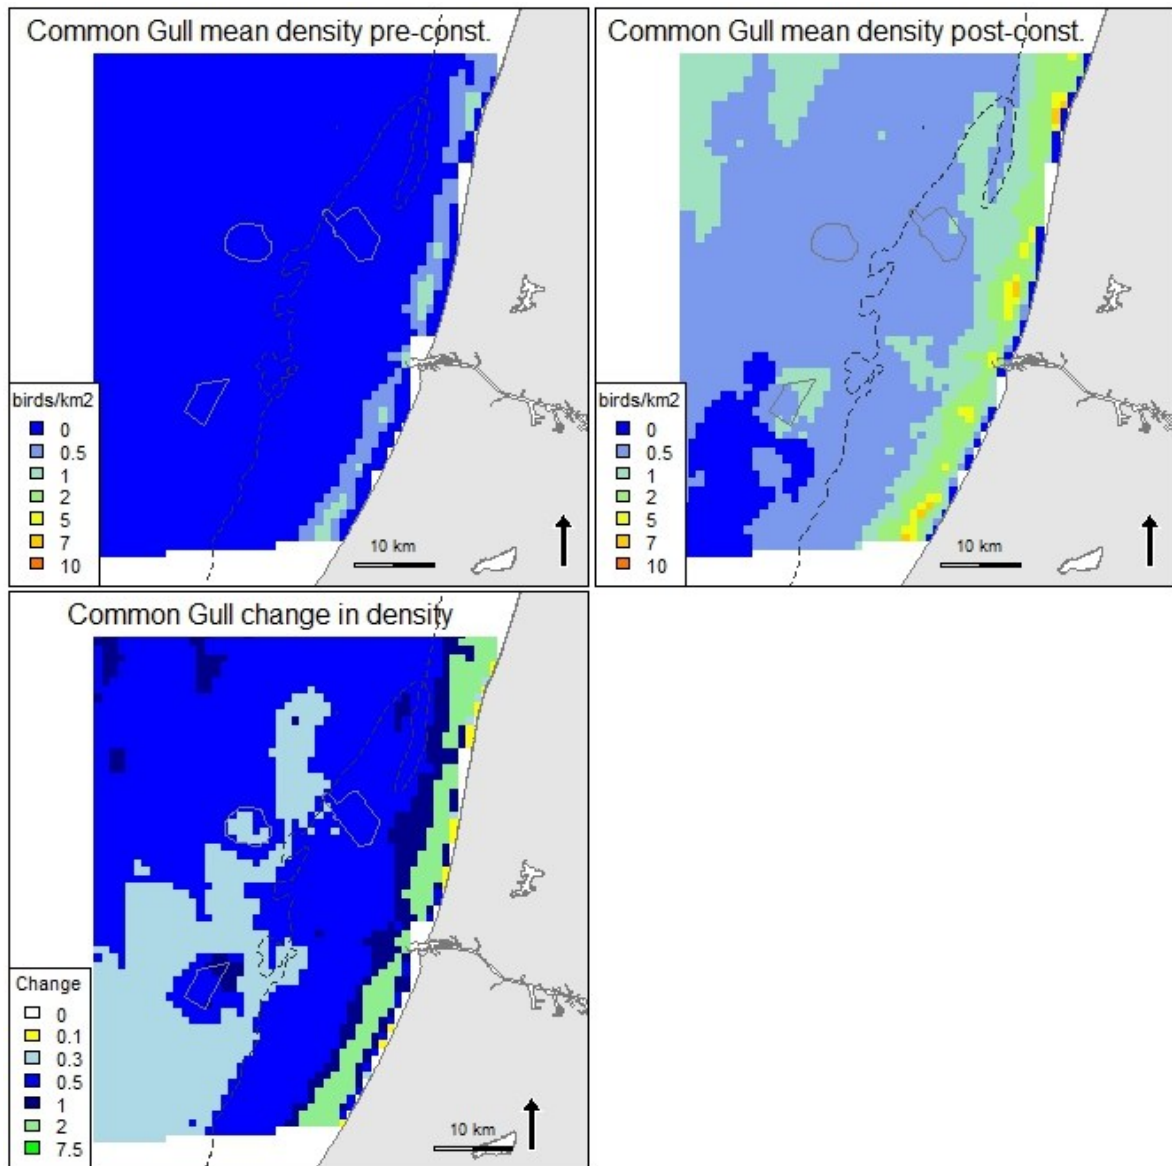 Common Gull mean density pre-const.
birds/km2
0
0.5
1
2
5
7
10
10 km
Common Gull mean density post-const.
birds/km2
0
0.5
1
2
5
7
10
10 km
Common Gull change in density
Change
0
0.1
0.3
0.5
1
2
7.5
10 km